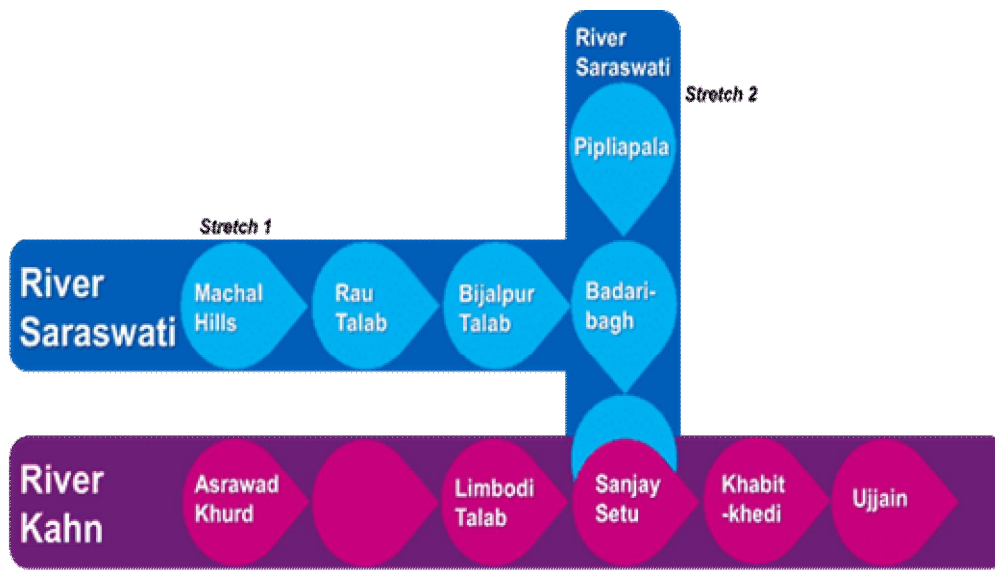 River
Saraswati
Stretch 2
Pipliapala
Stretch 1
River
Saraswati
Machal
Hills
Rau
Talab
Bijalpur
Talab
Badari-
bagh
River
Kahn
Asrawad
Khurd
Limbodi
Talab
Sanjay
Setu
Khabit
-khedi
Ujjain